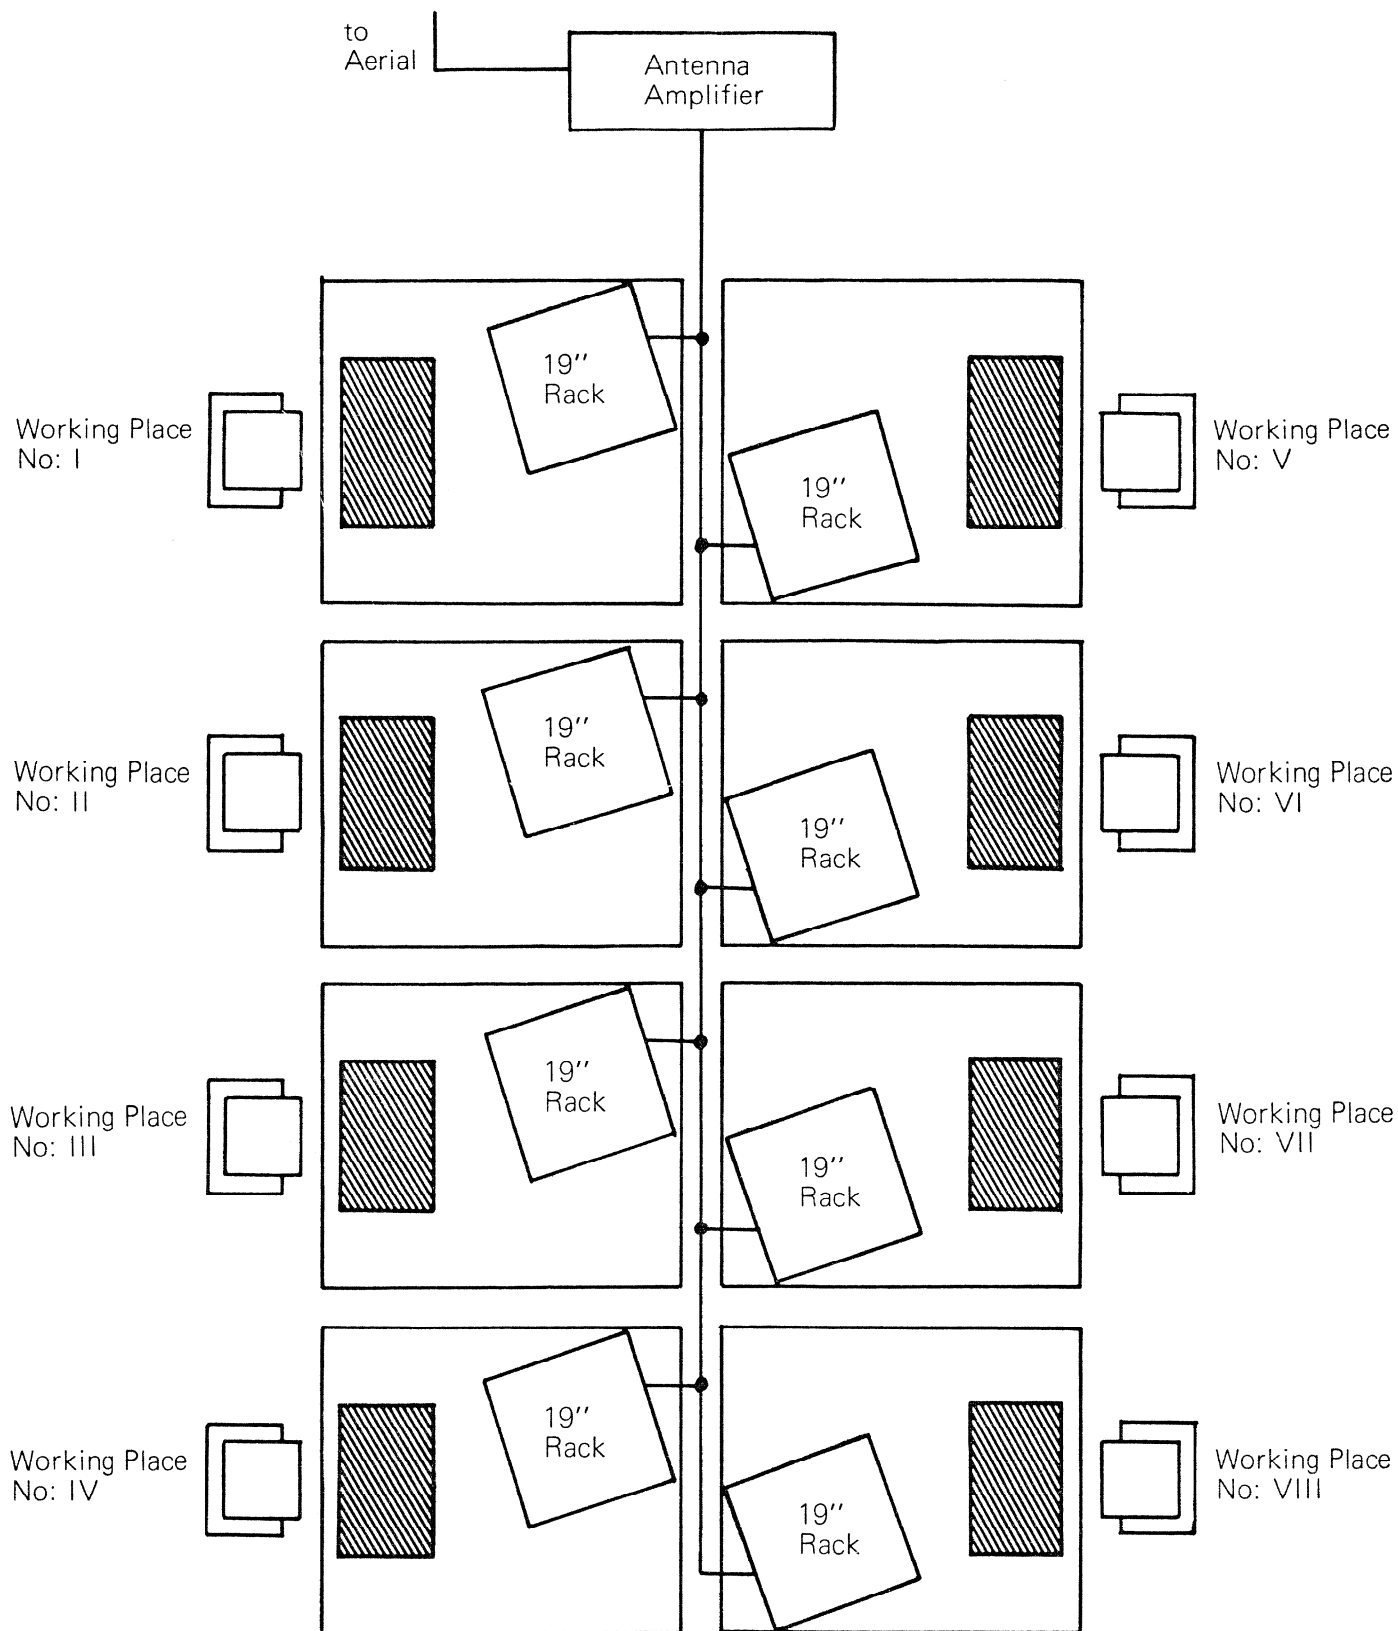 to
Aerial
Antenna
Amplifier
19"
Rack
Working Place
No: I
19"
Rack
Working Place
No: V
19"
Rack
Working Place
No: II
19"
Rack
Working Place
No: VI
19"
Rack
Working Place
No: III
19"
Rack
Working Place
No: VII
19"
Rack
Working Place
No: IV
19"
Rack
Working Place
No: VIII